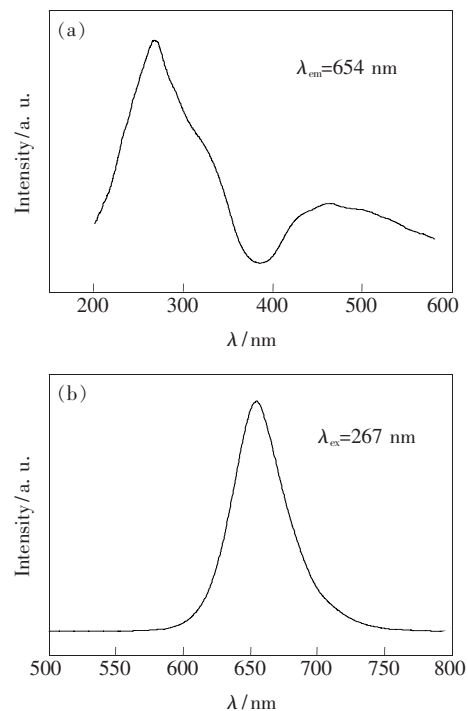 (a)
λem=654 nm
Intensity/a. u.
200 300 400 500 600
λ/nm
(b)
λex=267 nm
Intensity/a. u.
500 550 600 650 700 750 800
λ/nm